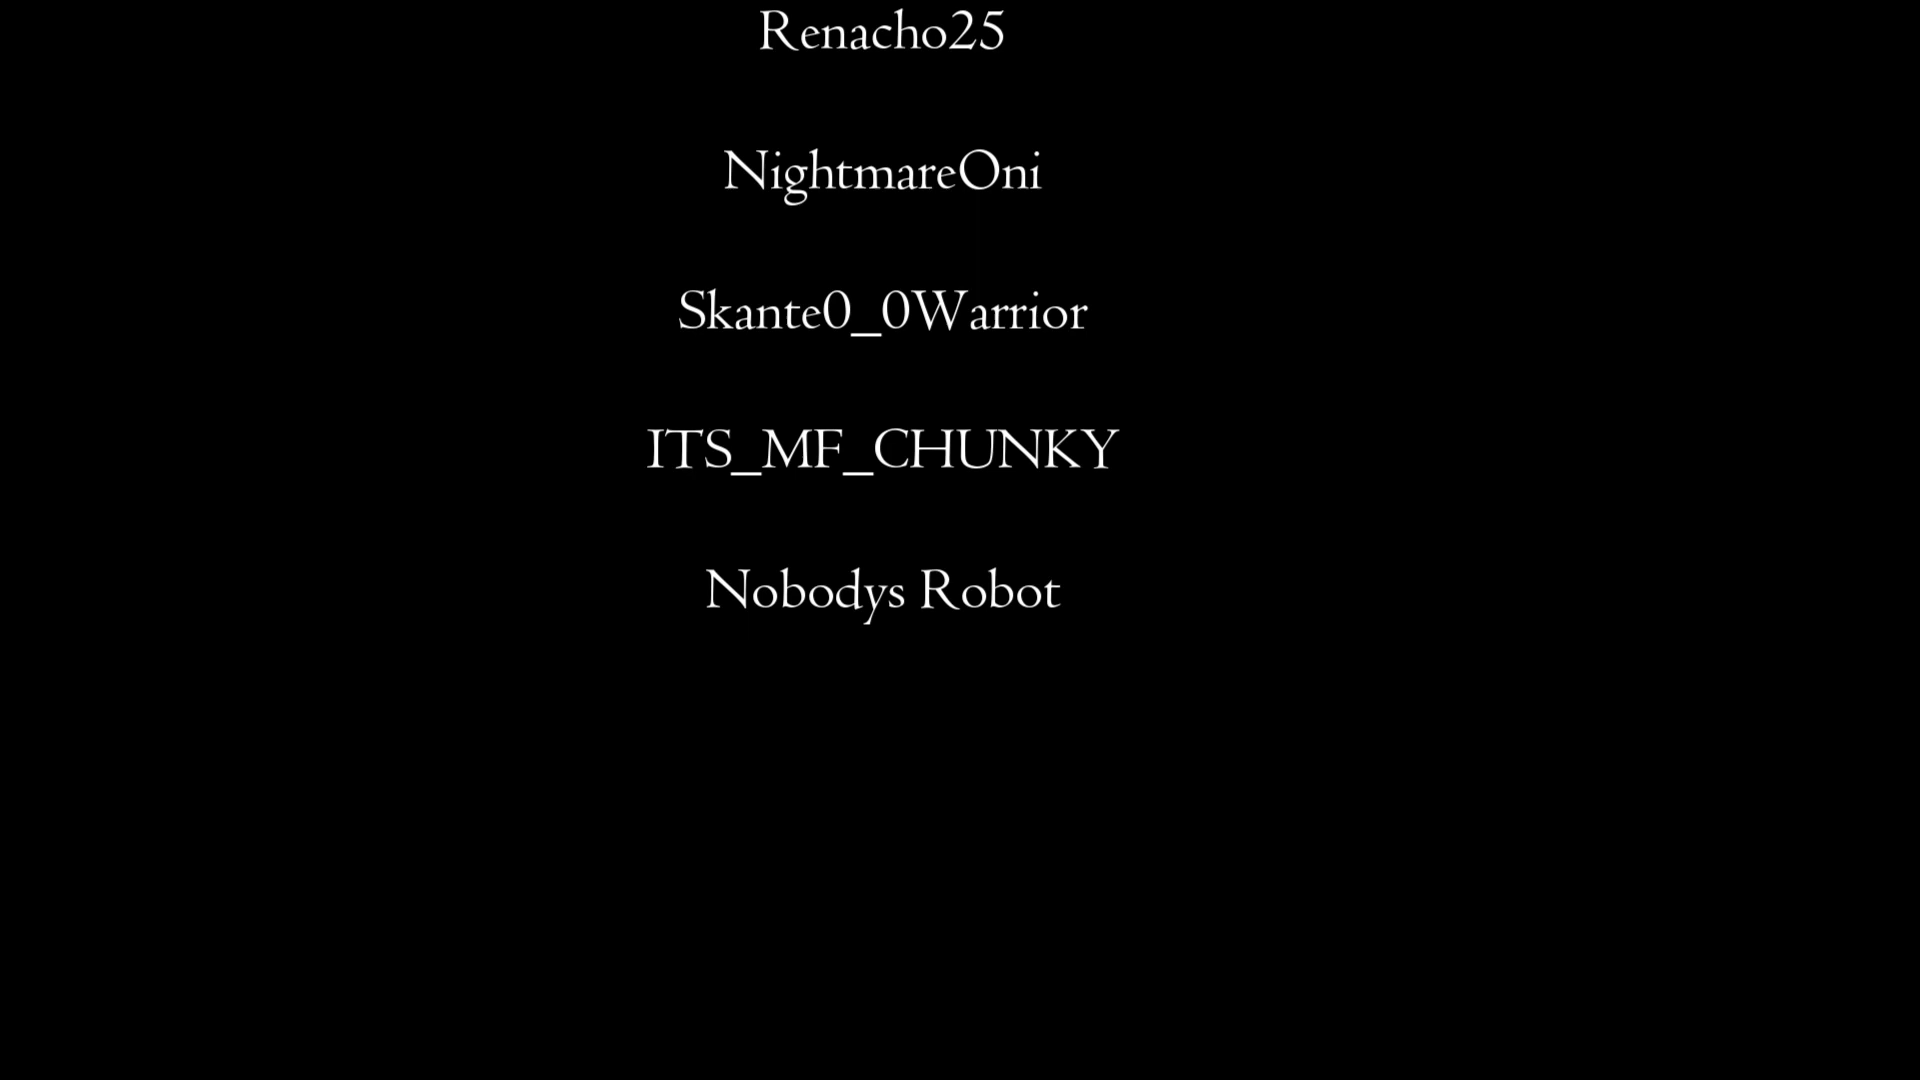 Renacho25
NightmareOni
Skante0_0Warrior
ITS_MF_CHUNKY
Nobodys Robot